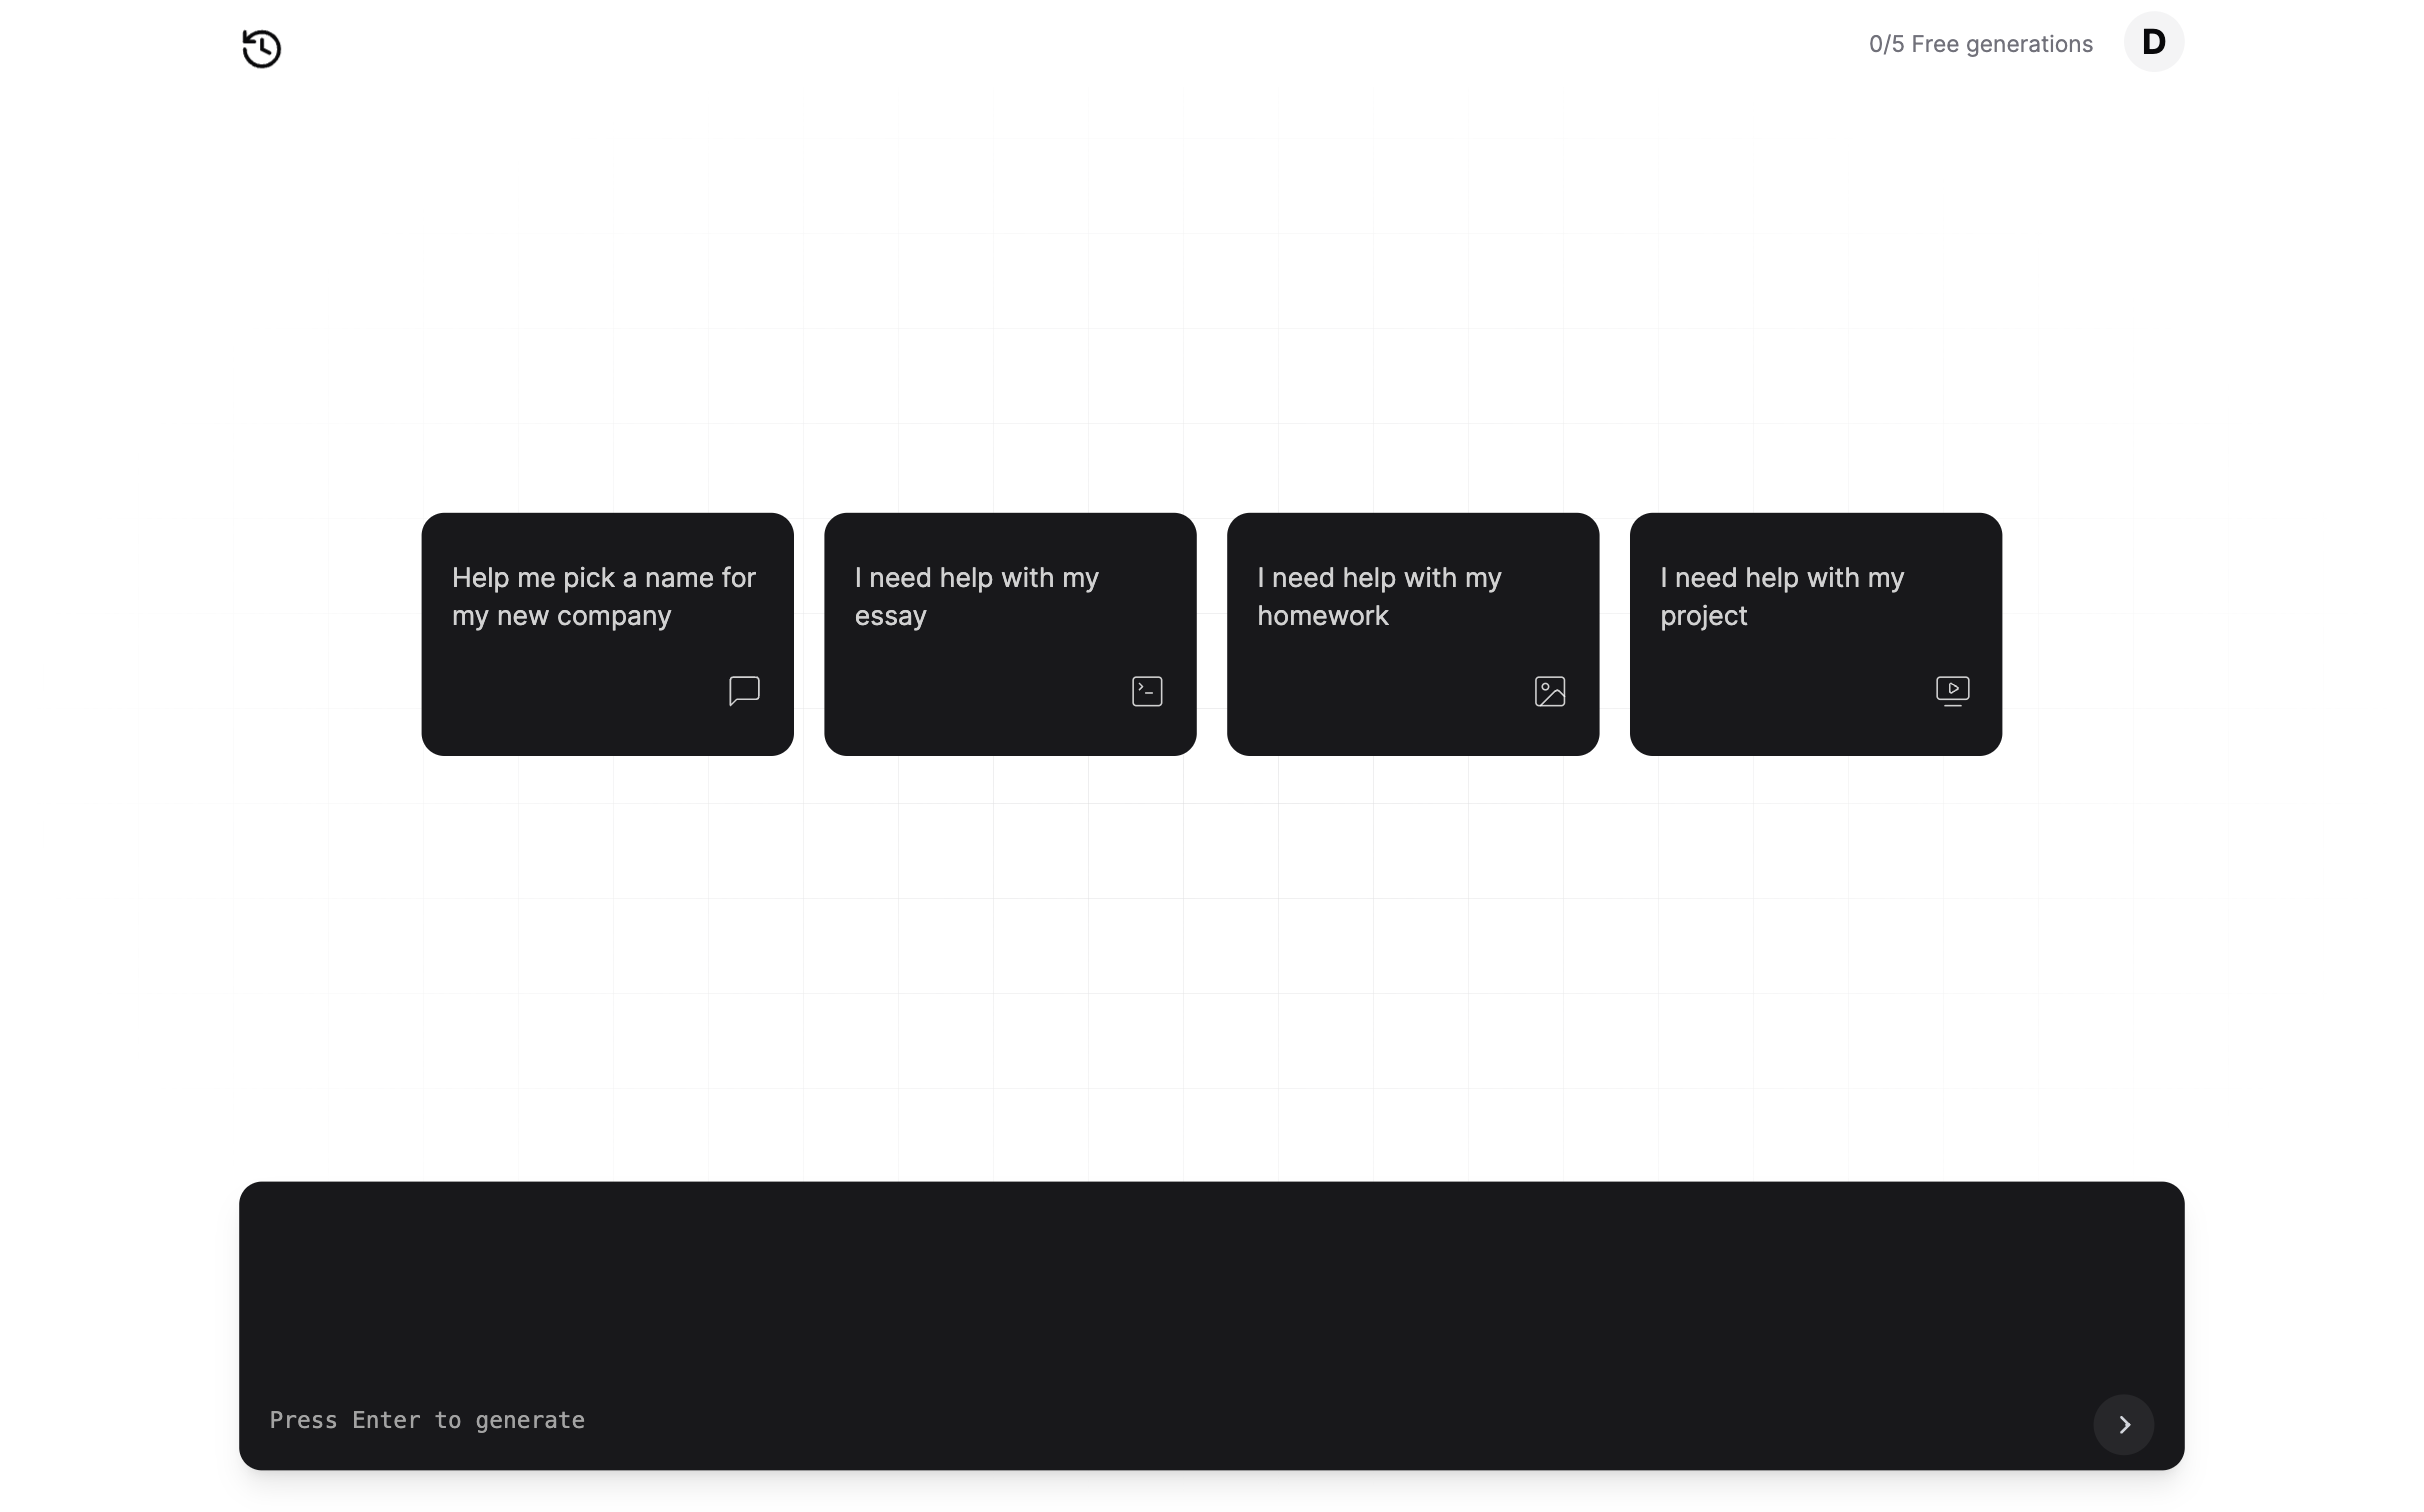 0/5 Free generations
D
Help me pick a name for
my new company
I need help with my
essay
I need help with my
homework
I need help with my
project
Press Enter to generate